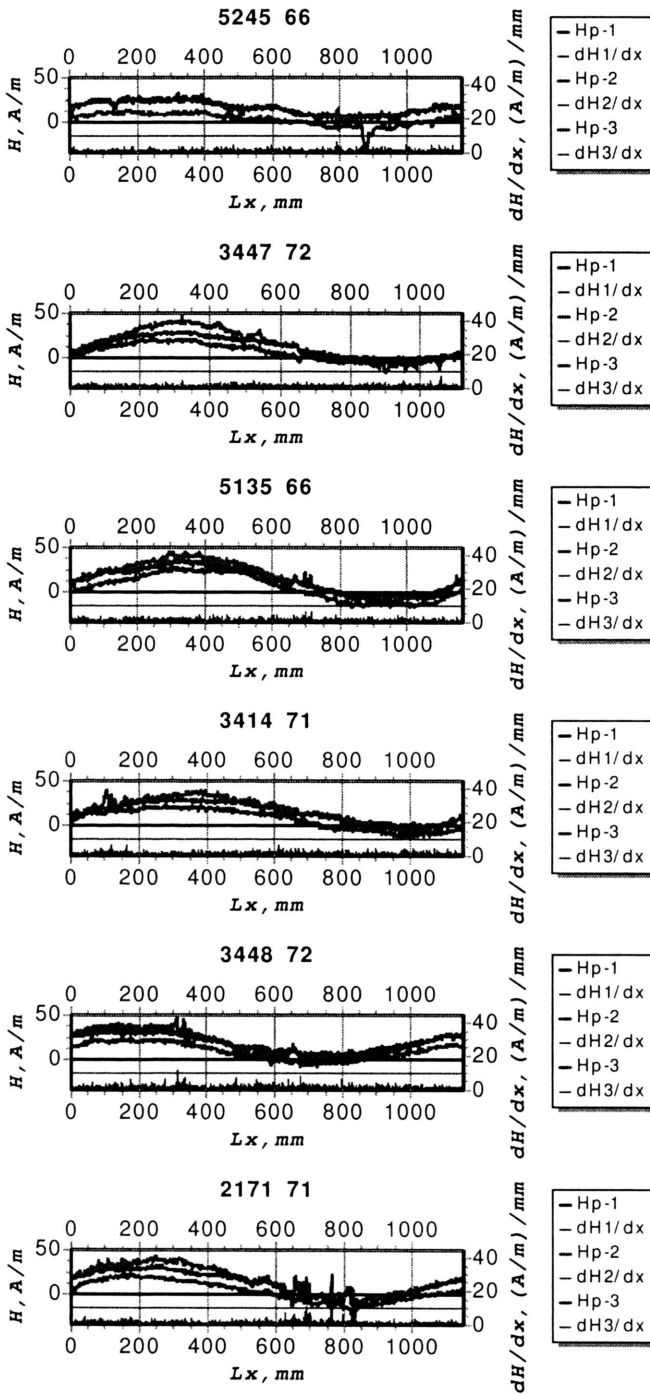 5245 66
0 200 400 600 800 1000
50
0
H, A/m
40
20
0
dH/dx, (A/m)/mm
0 200 400 600 800 1000
Lx, mm
Hp-1
dH1/dx
Hp-2
dH2/dx
Hp-3
dH3/dx
3447 72
0 200 400 600 800 1000
50
0
H, A/m
40
20
0
dH/dx, (A/m)/mm
0 200 400 600 800 1000
Lx, mm
Hp-1
dH1/dx
Hp-2
dH2/dx
Hp-3
dH3/dx
5135 66
0 200 400 600 800 1000
50
0
H, A/m
40
20
0
dH/dx, (A/m)/mm
0 200 400 600 800 1000
Lx, mm
Hp-1
dH1/dx
Hp-2
dH2/dx
Hp-3
dH3/dx
3414 71
0 200 400 600 800 1000
50
0
H, A/m
40
20
0
dH/dx, (A/m)/mm
0 200 400 600 800 1000
Lx, mm
Hp-1
dH1/dx
Hp-2
dH2/dx
Hp-3
dH3/dx
3448 72
0 200 400 600 800 1000
50
0
H, A/m
40
20
0
dH/dx, (A/m)/mm
0 200 400 600 800 1000
Lx, mm
Hp-1
dH1/dx
Hp-2
dH2/dx
Hp-3
dH3/dx
2171 71
0 200 400 600 800 1000
50
0
H, A/m
40
20
0
dH/dx, (A/m)/mm
0 200 400 600 800 1000
Lx, mm
Hp-1
dH1/dx
Hp-2
dH2/dx
Hp-3
dH3/dx